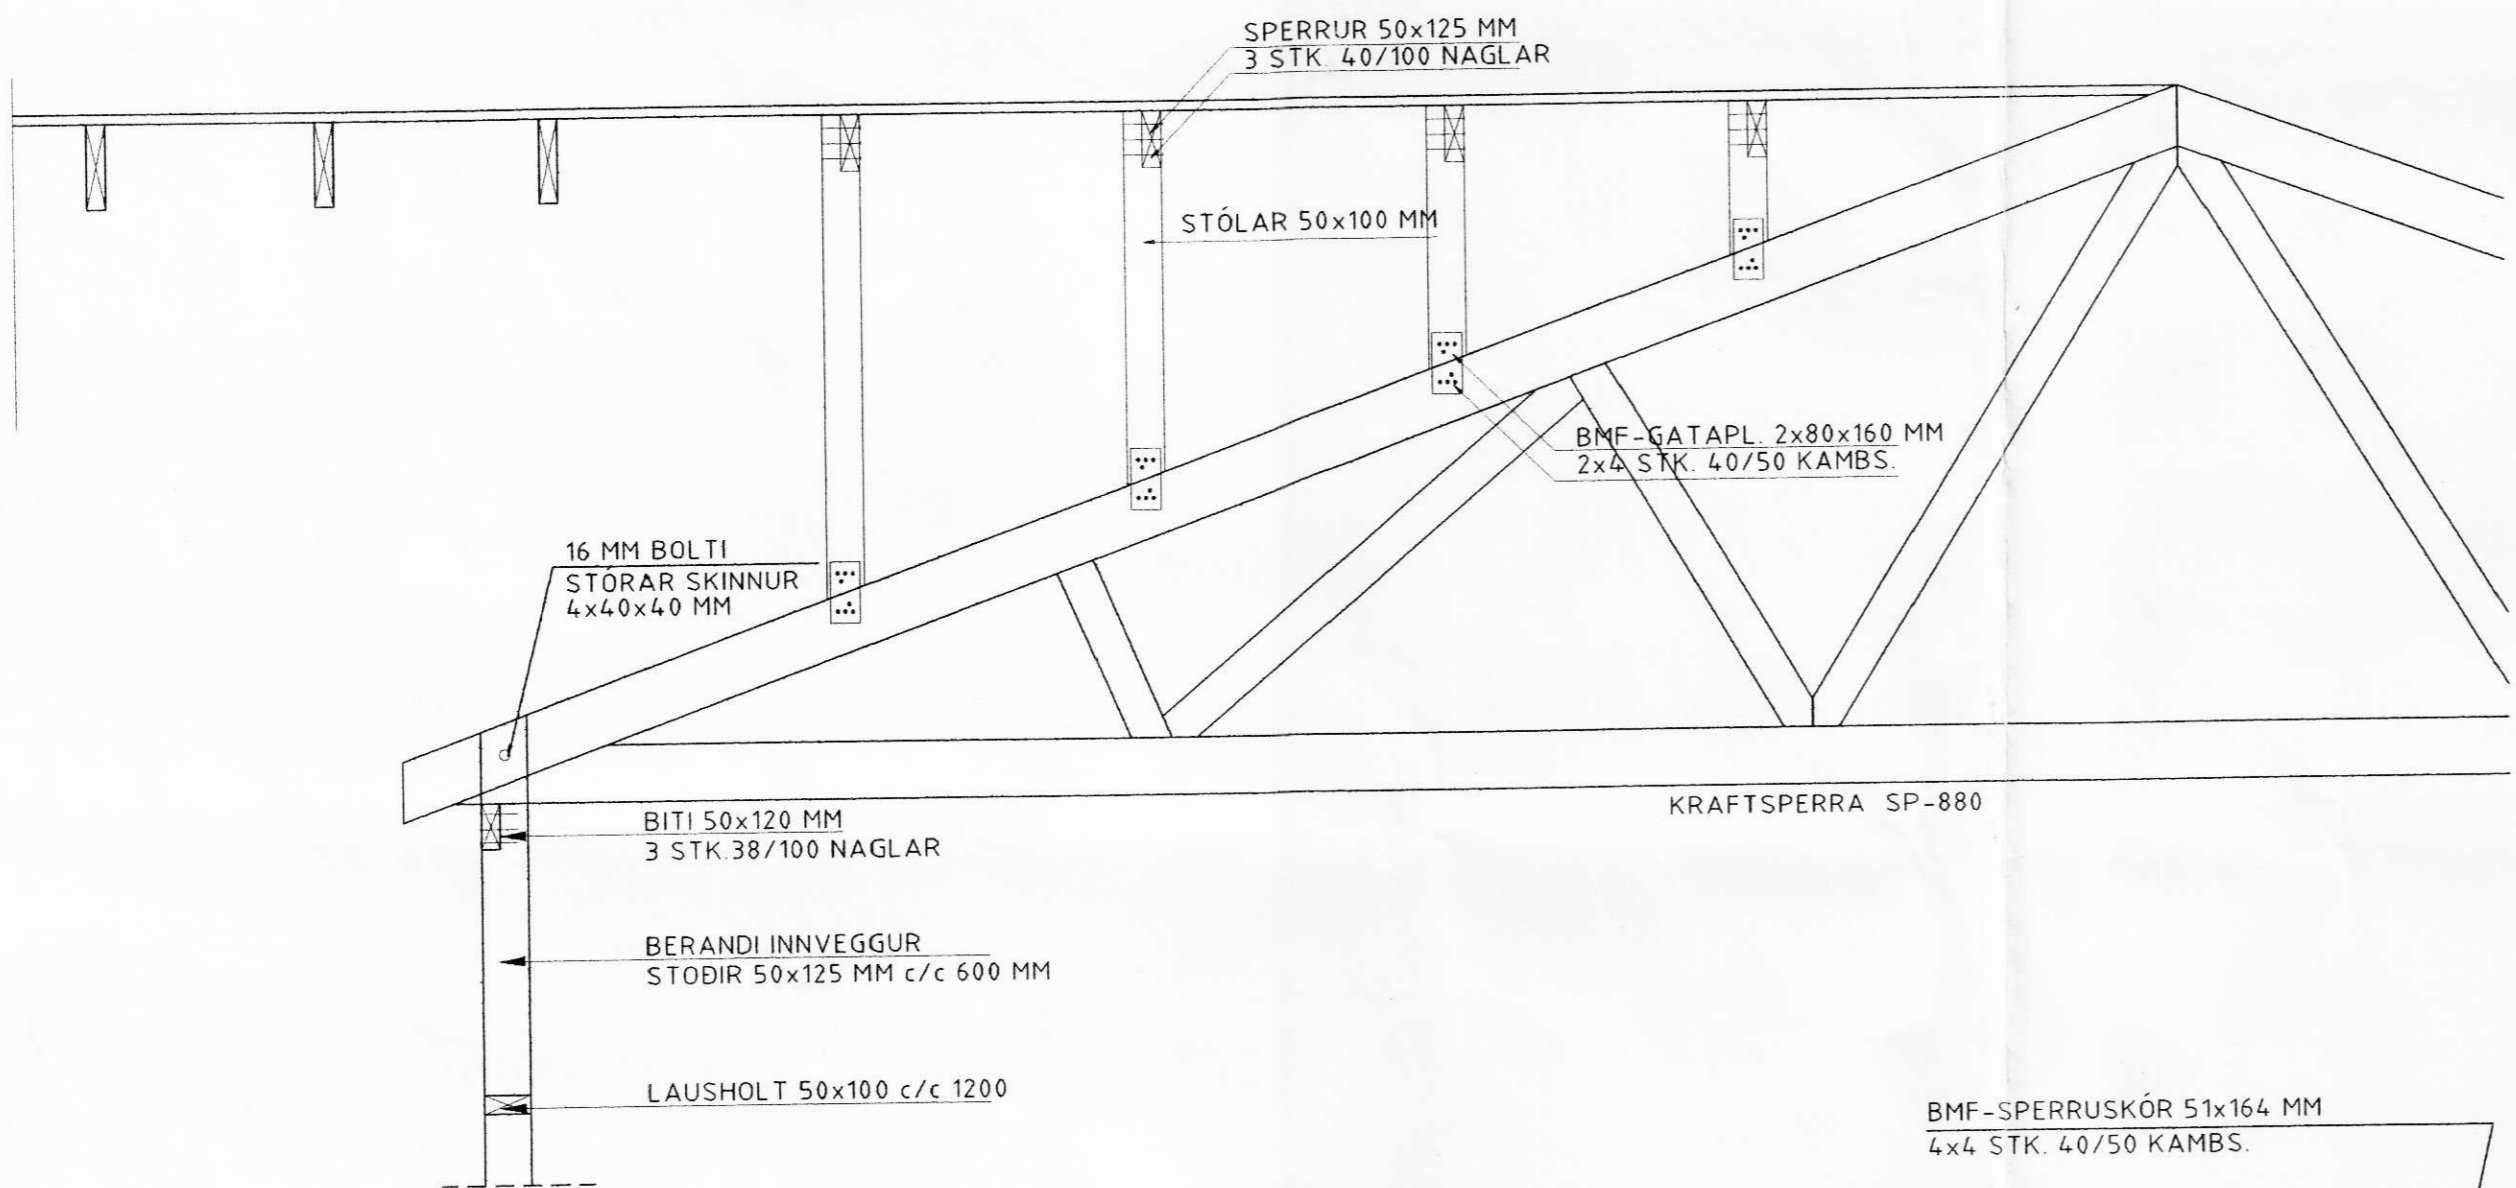 SPERRUR 50x125 MM
3 STK. 40/100 NAGLAR
STÓLAR 50x100 MM
BMF-GATAPL. 2x80x160 MM
2x4 STK. 40/50 KAMBS.
16 MM BOLTI
STÓRAR SKINNUR
4x40x40 MM
KRAFTSPERRA SP-880
BITI 50x120 MM
3 STK.38/100 NAGLAR
BERANDI INNVEGGUR
STOÐIR 50x125 MM c/c 600 MM
LAUSHOLT 50x100 c/c 1200
BMF-SPERRUSKÓR 51x164 MM
4x4 STK. 40/50 KAMBS.